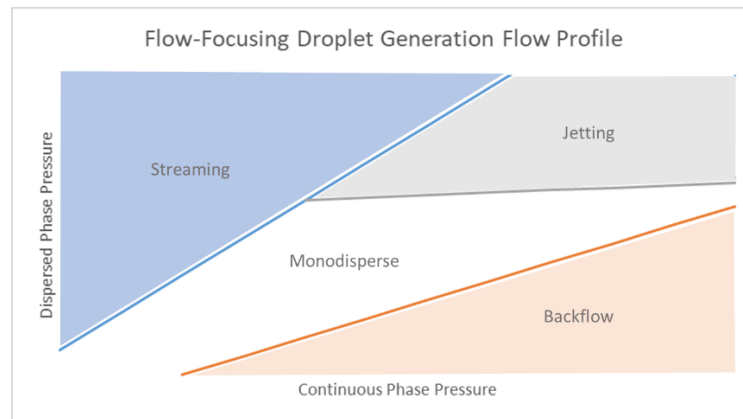 Flow-Focusing Droplet Generation Flow Profile
Dispersed Phase Pressure
Streaming
Jetting
Monodisperse
Backflow
Continuous Phase Pressure